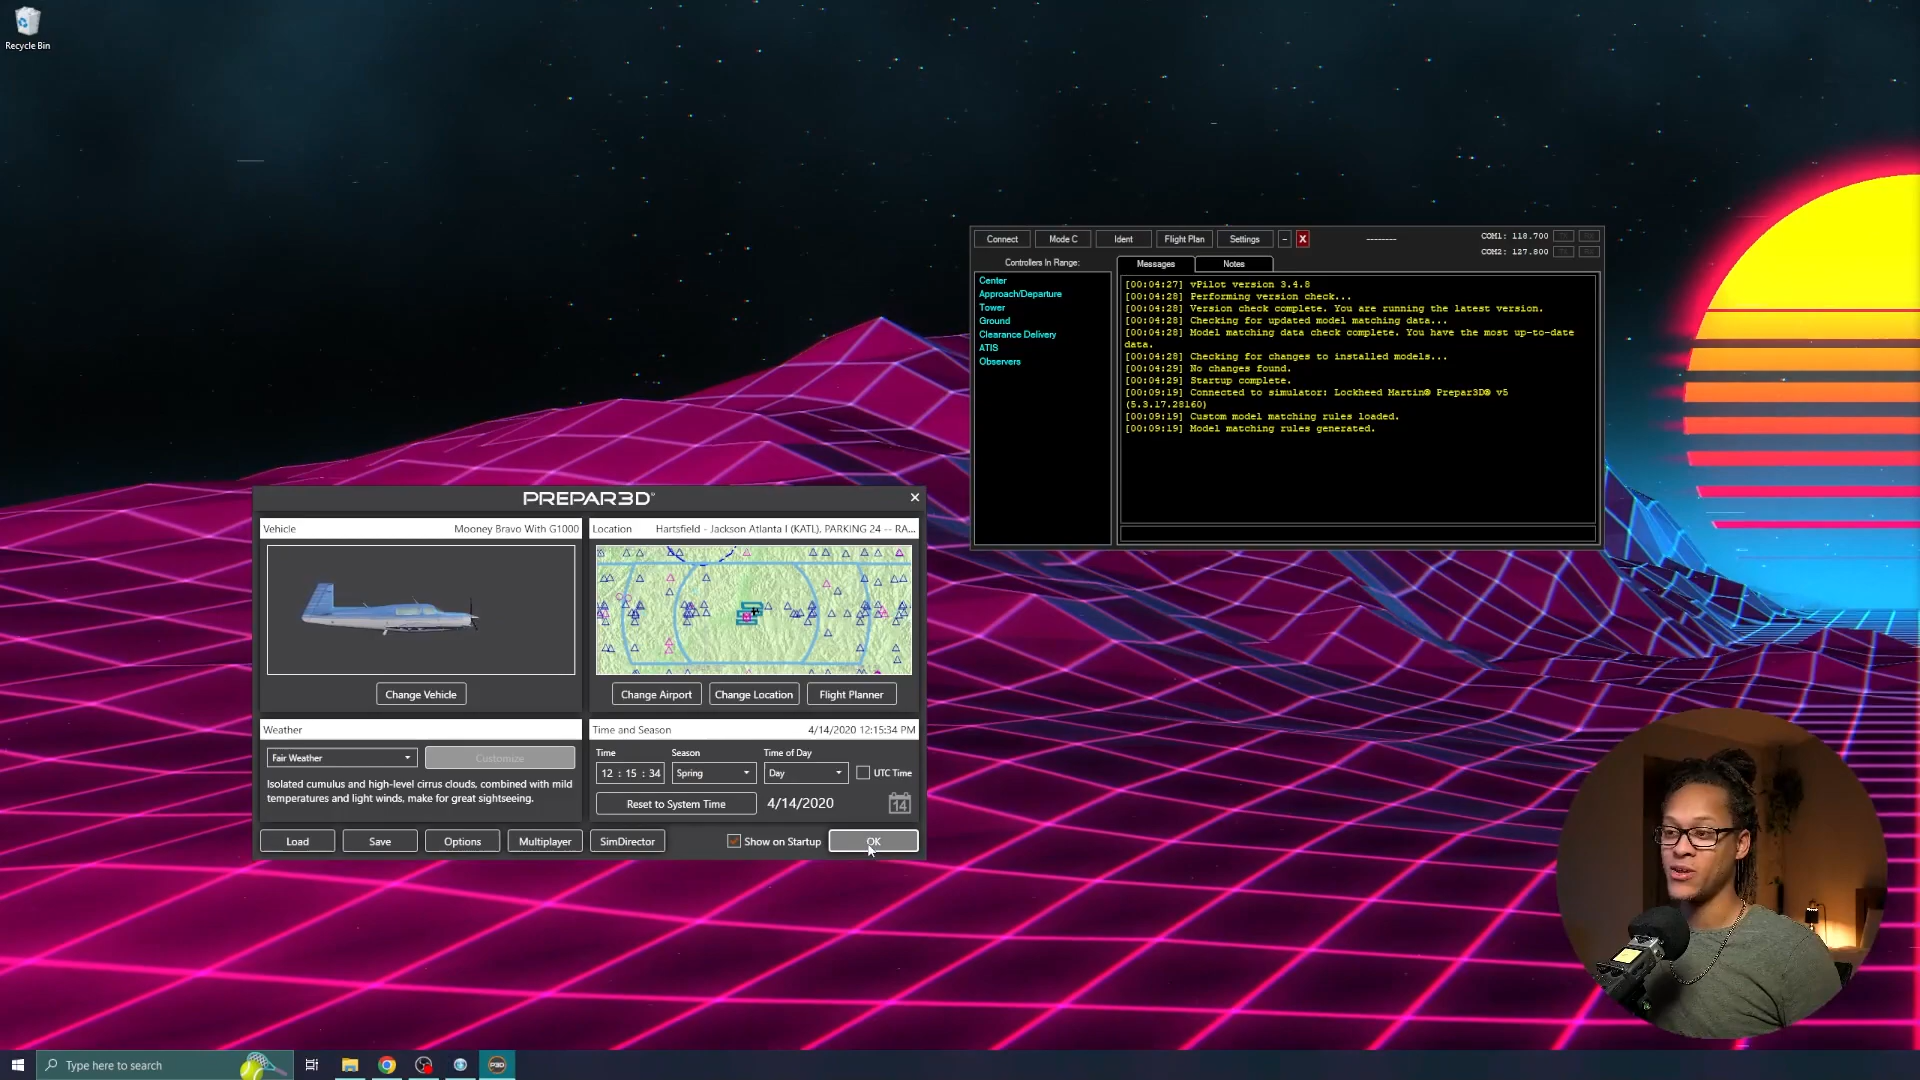 Recycle Bin
Connect
Mode C
Ident
Flight Plan
Settings
-
X
--------
COM1: 118.700
COM2: 127.800
Controllers In Range:
Center
Approach/Departure
Tower
Ground
Clearance Delivery
ATIS
Observers
Messages
Notes
[00:04:27] vPilot version 3.4.8
[00:04:28] Performing version check...
[00:04:28] Version check complete. You are running the latest version.
[00:04:28] Checking for updated model matching data...
[00:04:28] Model matching data check complete. You have the most up-to-date
data.
[00:04:28] Checking for changes to installed models...
[00:04:29] No changes found.
[00:04:29] Startup complete.
[00:09:19] Connected to simulator: Lockheed Martin® Prepar3D® v5
(5.3.17.28160)
[00:09:19] Custom model matching rules loaded.
[00:09:19] Model matching rules generated.
PREPAR3D®
Vehicle
Mooney Bravo With G1000
Change Vehicle
Location
Hartsfield - Jackson Atlanta I (KATL), PARKING 24 -- RA...
Change Airport
Change Location
Flight Planner
Weather
Fair Weather
Customize
Isolated cumulus and high-level cirrus clouds, combined with mild
temperatures and light winds, make for great sightseeing.
Time and Season
4/14/2020 12:15:34 PM
Time
Season
Time of Day
12 : 15 : 34
Spring
Day
UTC Time
Reset to System Time
4/14/2020
14
Load
Save
Options
Multiplayer
SimDirector
Show on Startup
OK
Type here to search
P3D